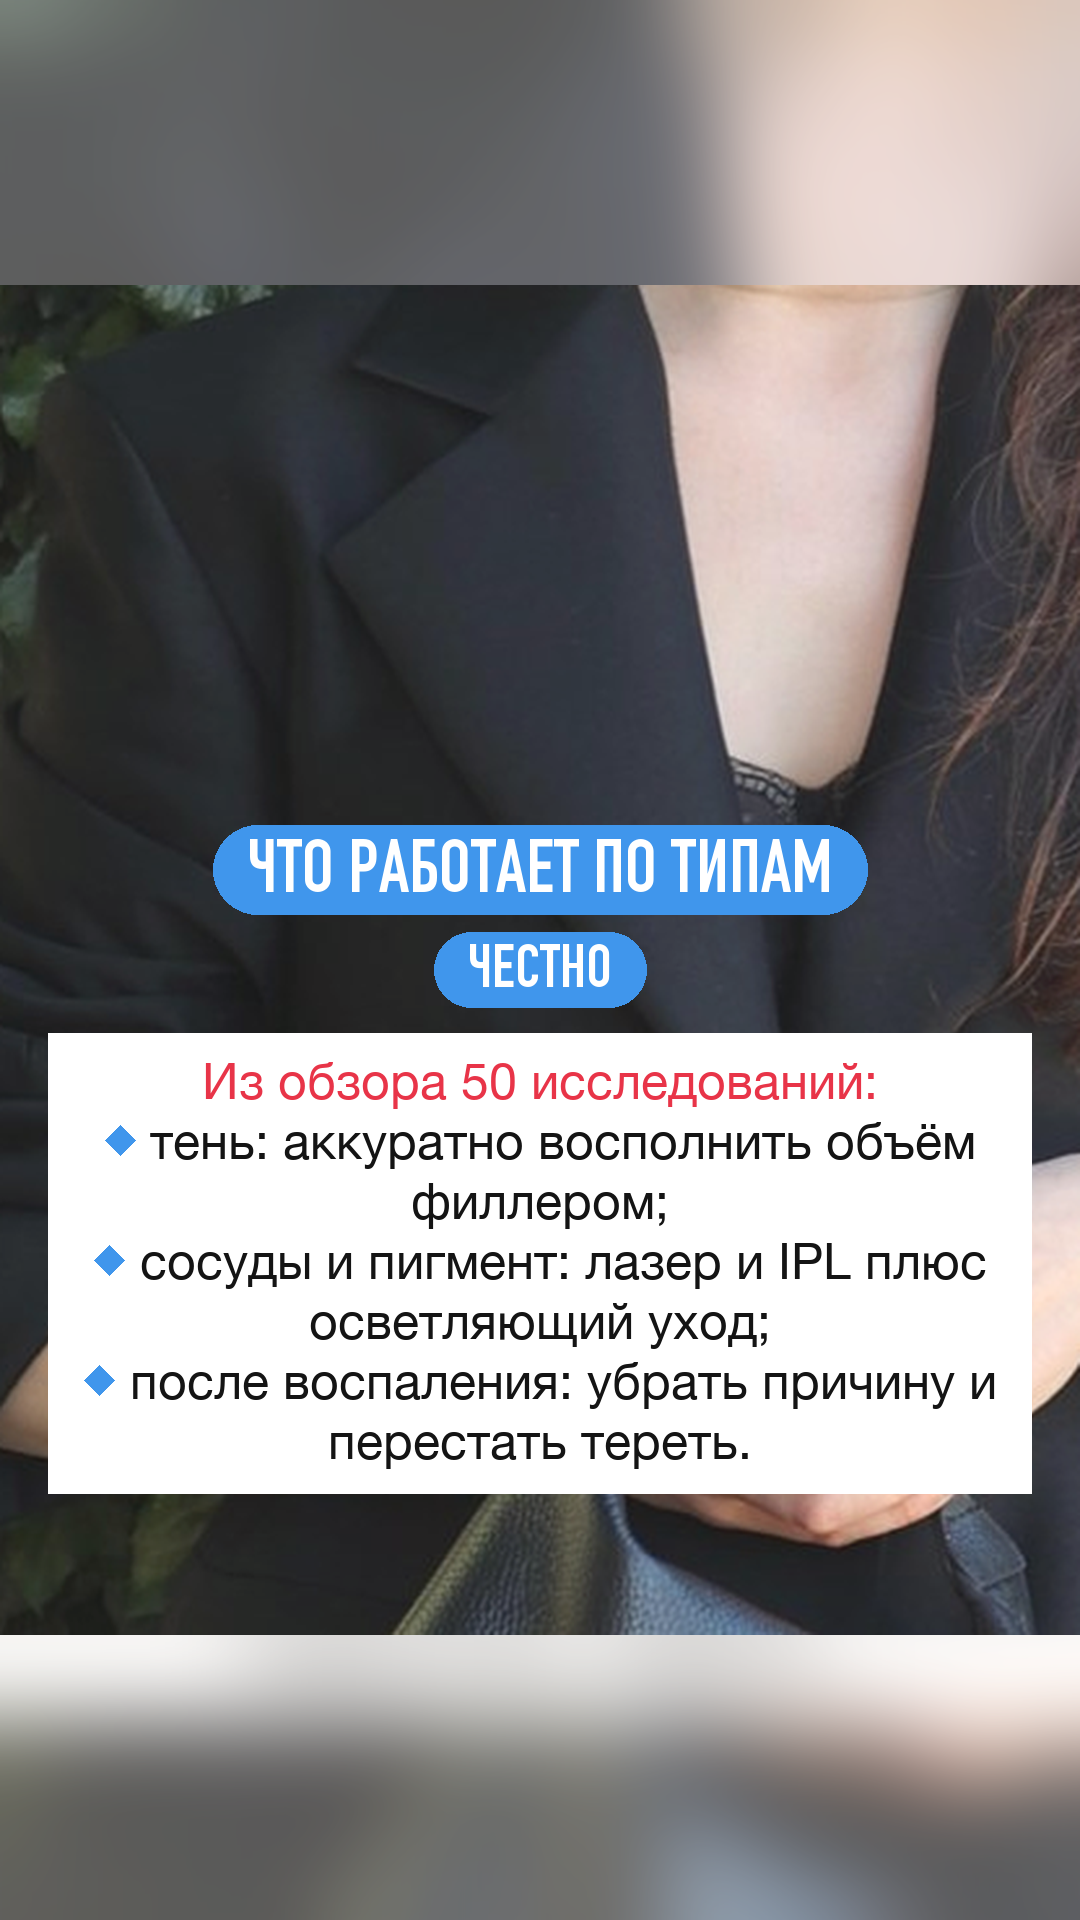 ЧТО РАБОТАЕТ ПО ТИПАМ
ЧЕСТНО
Из обзора 50 исследований:
🔹 тень: аккуратно восполнить объём
филлером;
🔹 сосуды и пигмент: лазер и IPL плюс
осветляющий уход;
🔹 после воспаления: убрать причину и
перестать тереть.